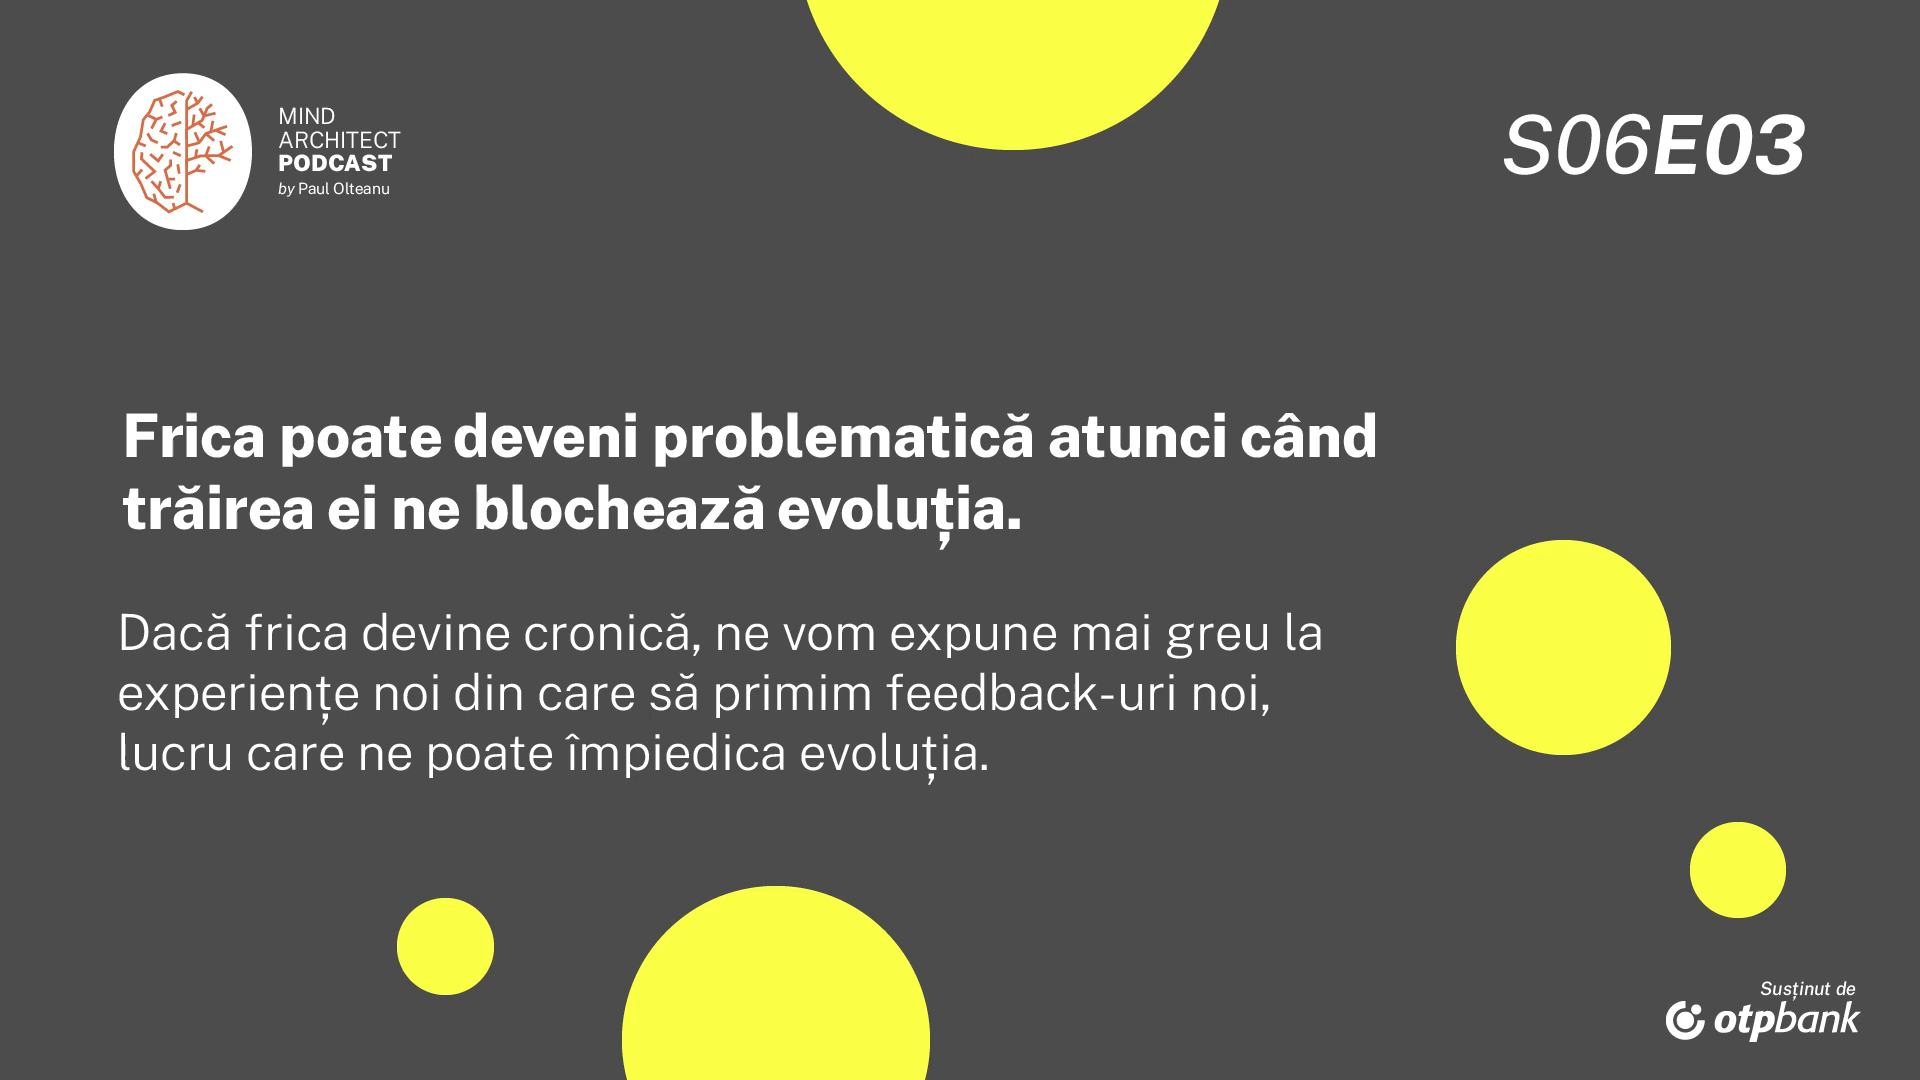 MIND
ARCHITECT
PODCAST
by Paul Olteanu
S06E03
Frica poate deveni problematică atunci când
trăirea ei ne blochează evoluția.
Dacă frica devine cronică, ne vom expune mai greu la
experiențe noi din care să primim feedback-uri noi,
lucru care ne poate împiedica evoluția.
Susținut de
otpbank